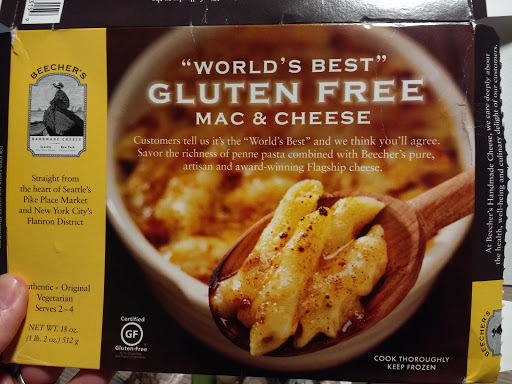 BEECHER'S
HANDMADE CHEESE
Seattle New York
Straight from
the heart of Seattle's
Pike Place Market
and New York City's
Flatiron District
uthentic - Original
Vegetarian
Serves 2-4
NET WT. 18 oz.
(1 lb. 2 oz.) 512 g
"WORLD'S BEST"
GLUTEN FREE
MAC & CHEESE
Customers tell us it's the "World's Best" and we think you'll agree.
Savor the richness of penne pasta combined with Beecher's pure,
artisan and award-winning Flagship cheese.
Certified
GF
Gluten-Free
COOK THOROUGHLY
KEEP FROZEN
At Beecher's Handmade Cheese, we care deeply about
the health, well-being and culinary delight of our customers.
BEECHER'S